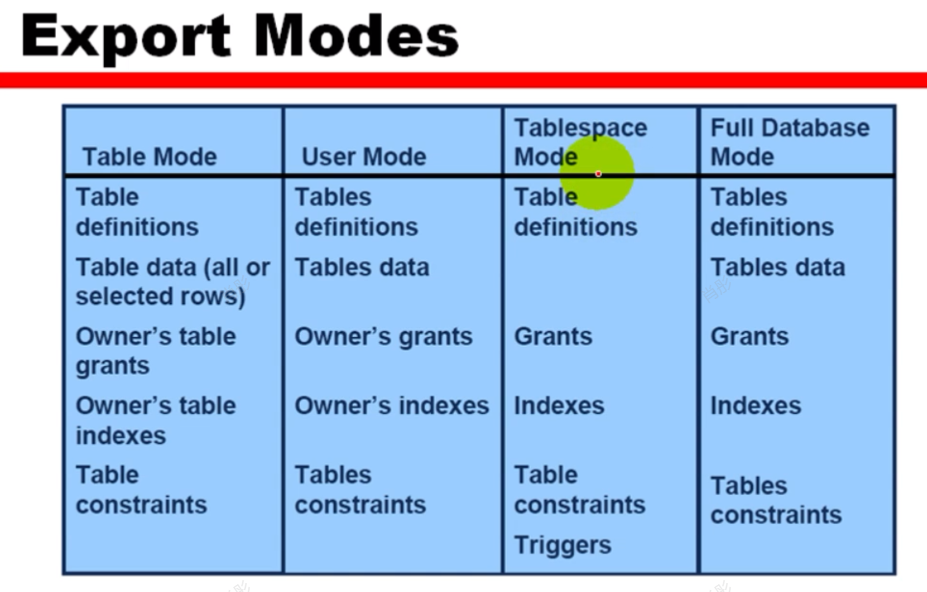 Export Modes
Table Mode
User Mode
Tablespace
Mode
Full Database
Mode
Table
definitions
Tables
definitions
Table
definitions
Tables
definitions
Table data (all or
selected rows)
Tables data
Tables data
Owner’s table
grants
Owner’s grants
Grants
Grants
Owner’s table
indexes
Owner’s indexes
Indexes
Indexes
Table
constraints
Tables
constraints
Table
constraints
Tables
constraints
Triggers